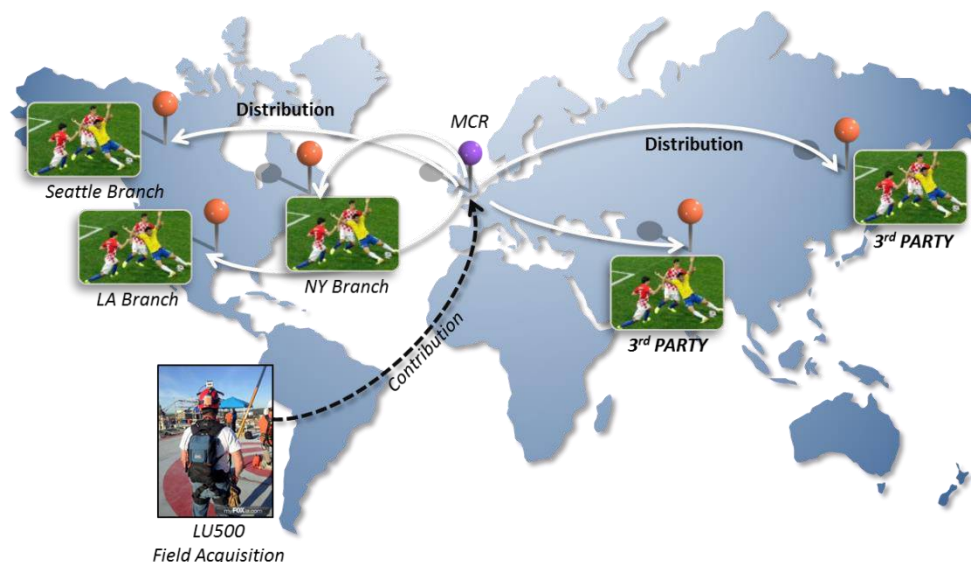 Distribution
MCR
Distribution
Seattle Branch
LA Branch
NY Branch
3rd PARTY
3rd PARTY
Contribution
LU500
Field Acquisition